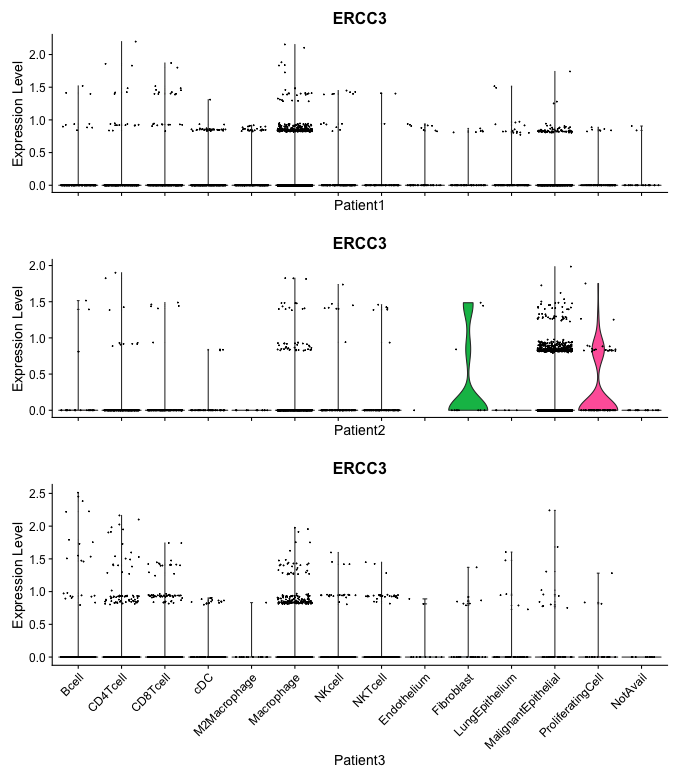 ERCC3
Expression Level
2.0
1.5
1.0
0.5
0.0
Patient1
ERCC3
Expression Level
2.0
1.5
1.0
0.5
0.0
Patient2
ERCC3
Expression Level
2.5
2.0
1.5
1.0
0.5
0.0
Bcell
CD4Tcell
CD8Tcell
cDC
M2Macrophage
Macrophage
NKcell
NKTcell
Endothelium
Fibroblast
LungEpithelium
MalignantEpithelial
ProliferatingCell
NotAvail
Patient3